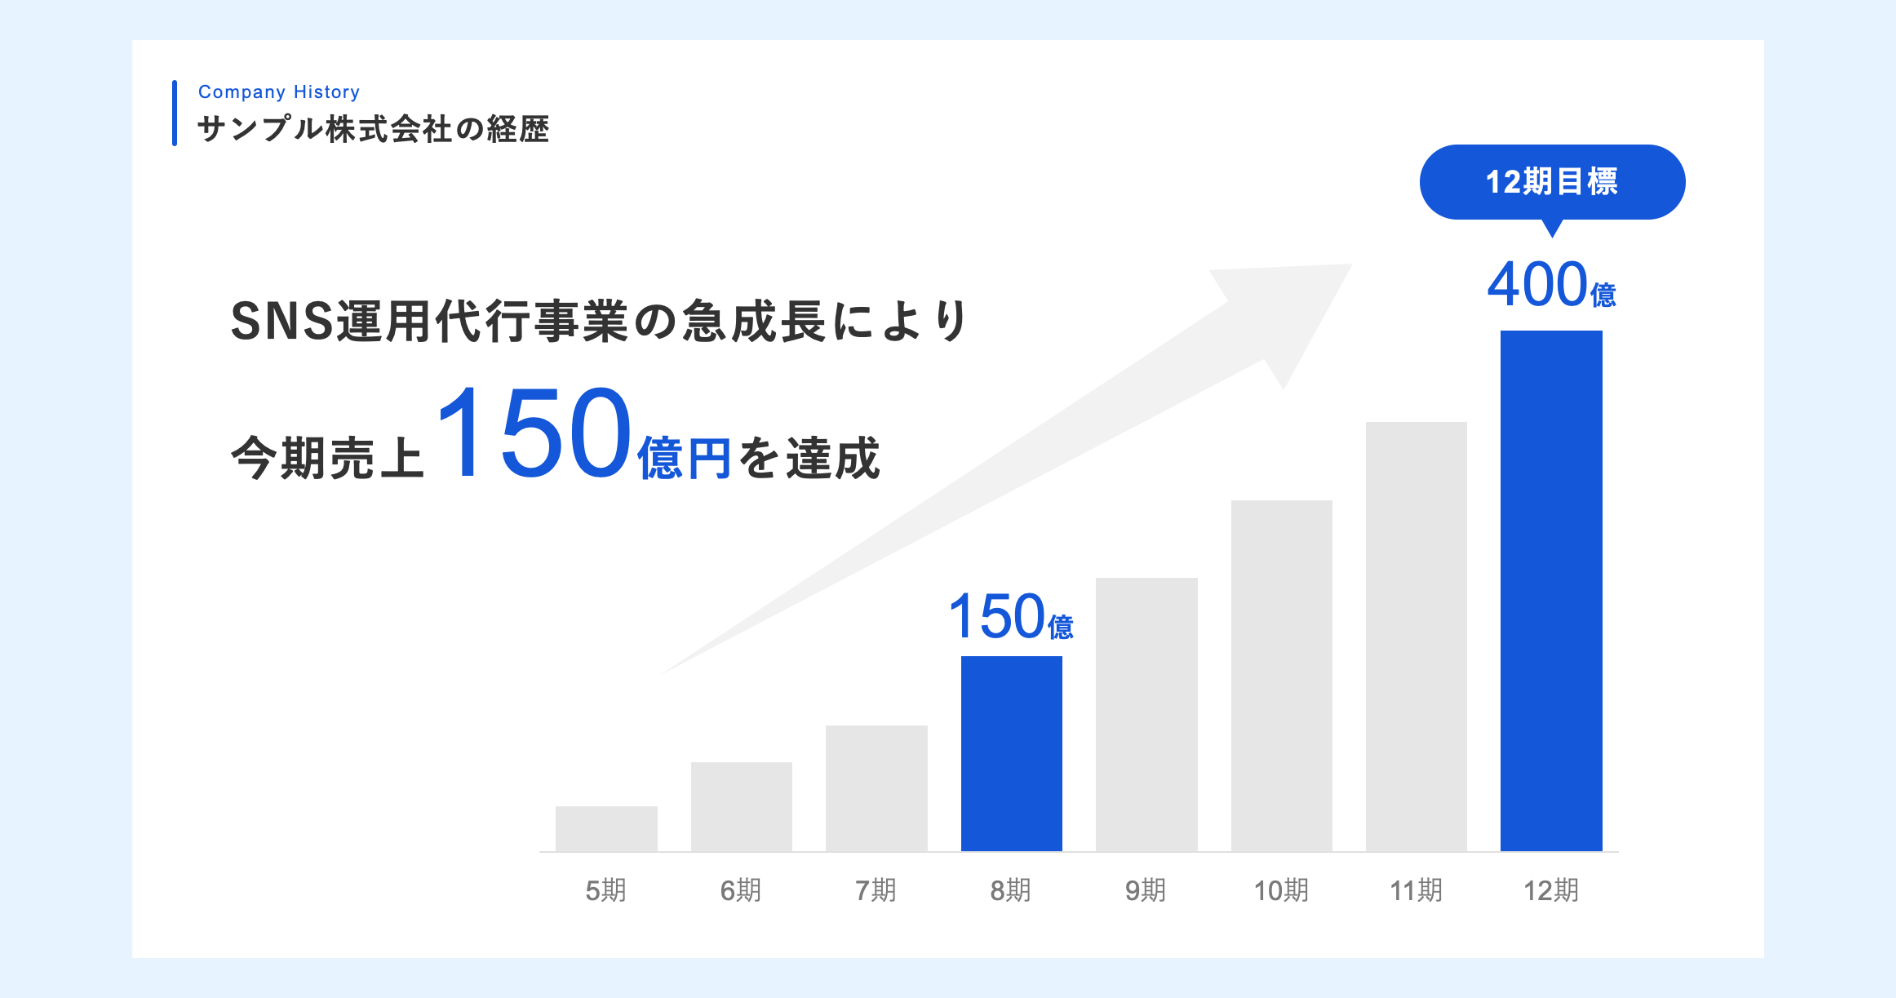 Company History
サンプル株式会社の経歴
12期目標
400億
SNS運用代行事業の急成長により
今期売上150億円を達成
150億
5期
6期
7期
8期
9期
10期
11期
12期